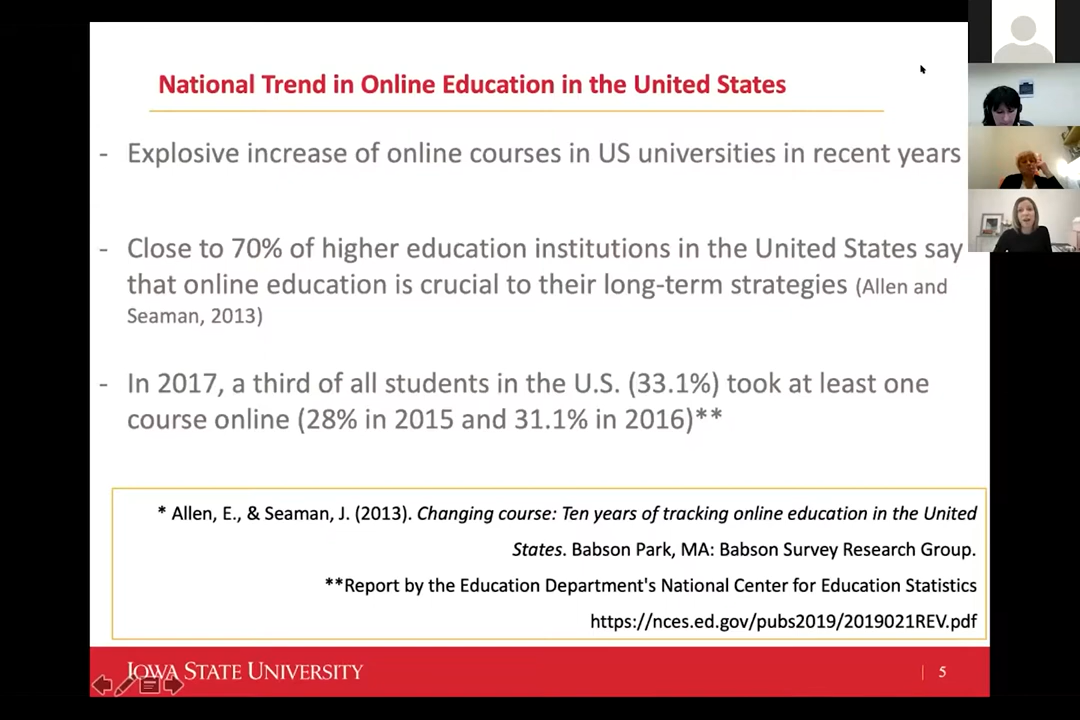 National Trend in Online Education in the United States
- Explosive increase of online courses in US universities in recent years
- Close to 70% of higher education institutions in the United States say
that online education is crucial to their long-term strategies (Allen and
Seaman, 2013)
- In 2017, a third of all students in the U.S. (33.1%) took at least one
course online (28% in 2015 and 31.1% in 2016)**
* Allen, E., & Seaman, J. (2013). Changing course: Ten years of tracking online education in the United
States. Babson Park, MA: Babson Survey Research Group.
**Report by the Education Department's National Center for Education Statistics
https://nces.ed.gov/pubs2019/2019021REV.pdf
IOWA STATE UNIVERSITY
| 5